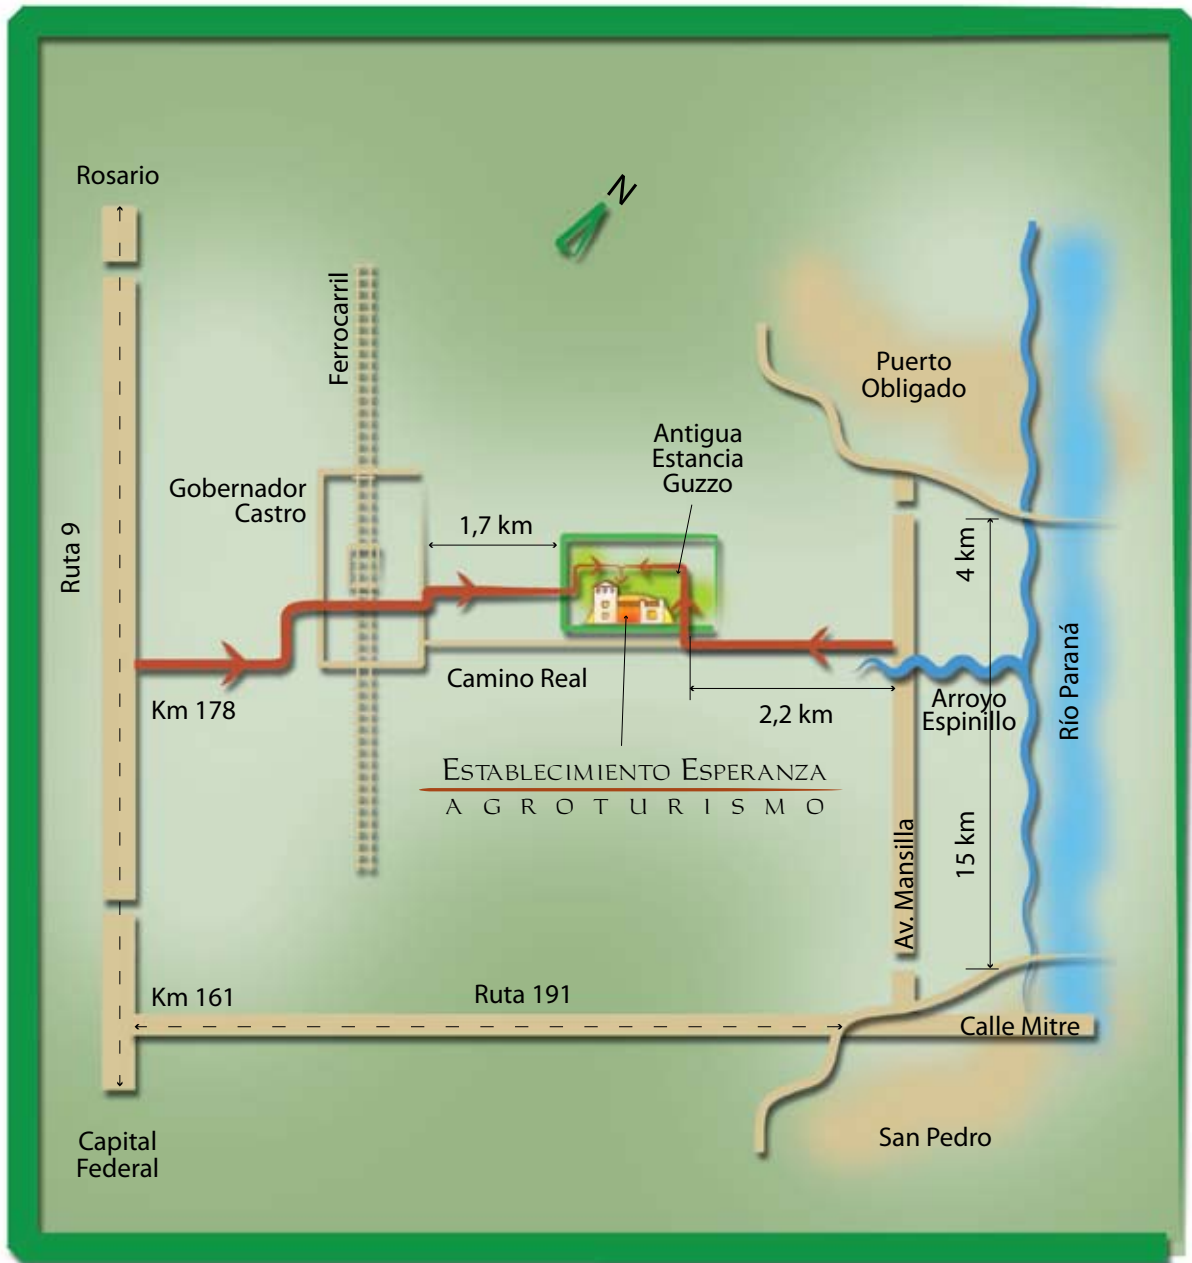 Rosario
N
Ferrocarril
Puerto
Obligado
Antigua
Estancia
Guzzo
Gobernador
Castro
1,7 km
Ruta 9
4 km
Camino Real
Km 178
2,2 km
Arroyo
Espinillo
Río Paraná
ESTABLECIMIENTO ESPERANZA
AGROTURISMO
15 km
Av. Mansilla
Km 161
Ruta 191
Calle Mitre
Capital
Federal
San Pedro